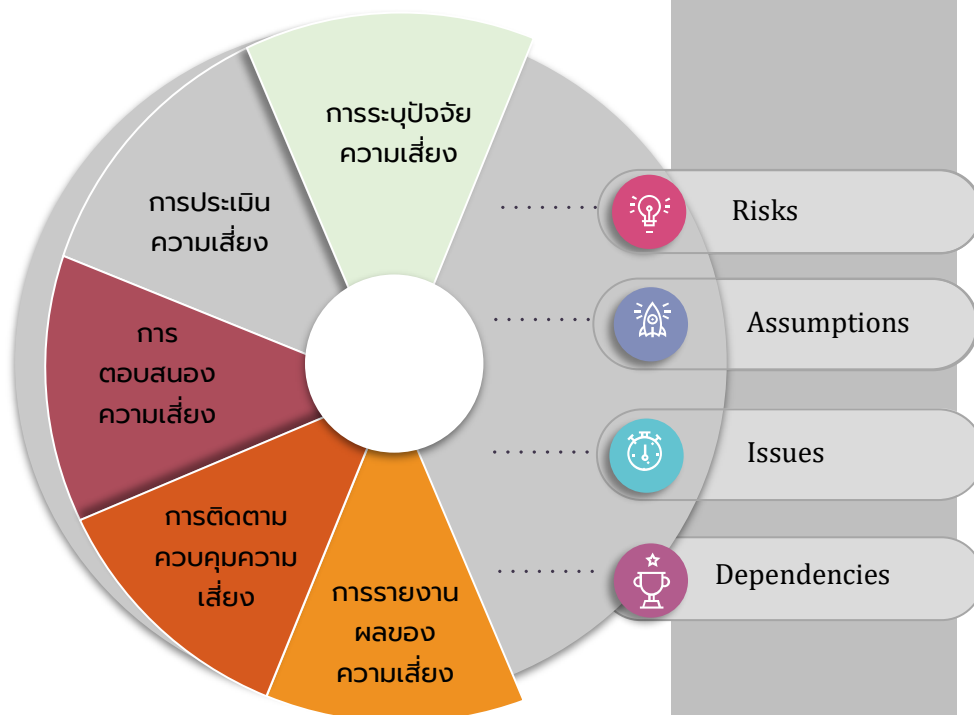 การระบุปัจจัย
ความเสี่ยง
การประเมิน
ความเสี่ยง
การ
ตอบสนอง
ความเสี่ยง
การติดตาม
ควบคุมความ
เสี่ยง
การรายงาน
ผลของ
ความเสี่ยง
Risks
Assumptions
Issues
Dependencies